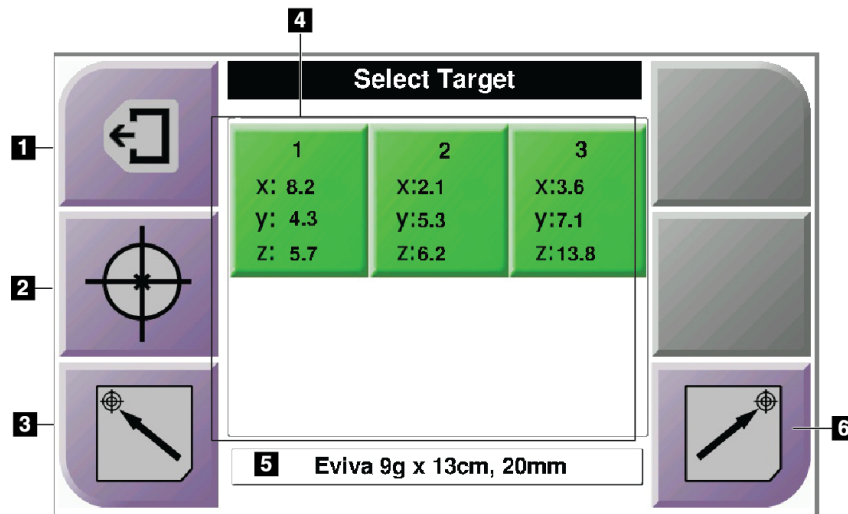 4
Select Target
1
1 2 3
X: 8.2 X:2.1 X:3.6
y: 4.3 y:5.3 y:7.1
Z: 5.7 Z:6.2 Z:13.8
2
3
6
5 Eviva 9g x 13cm, 20mm